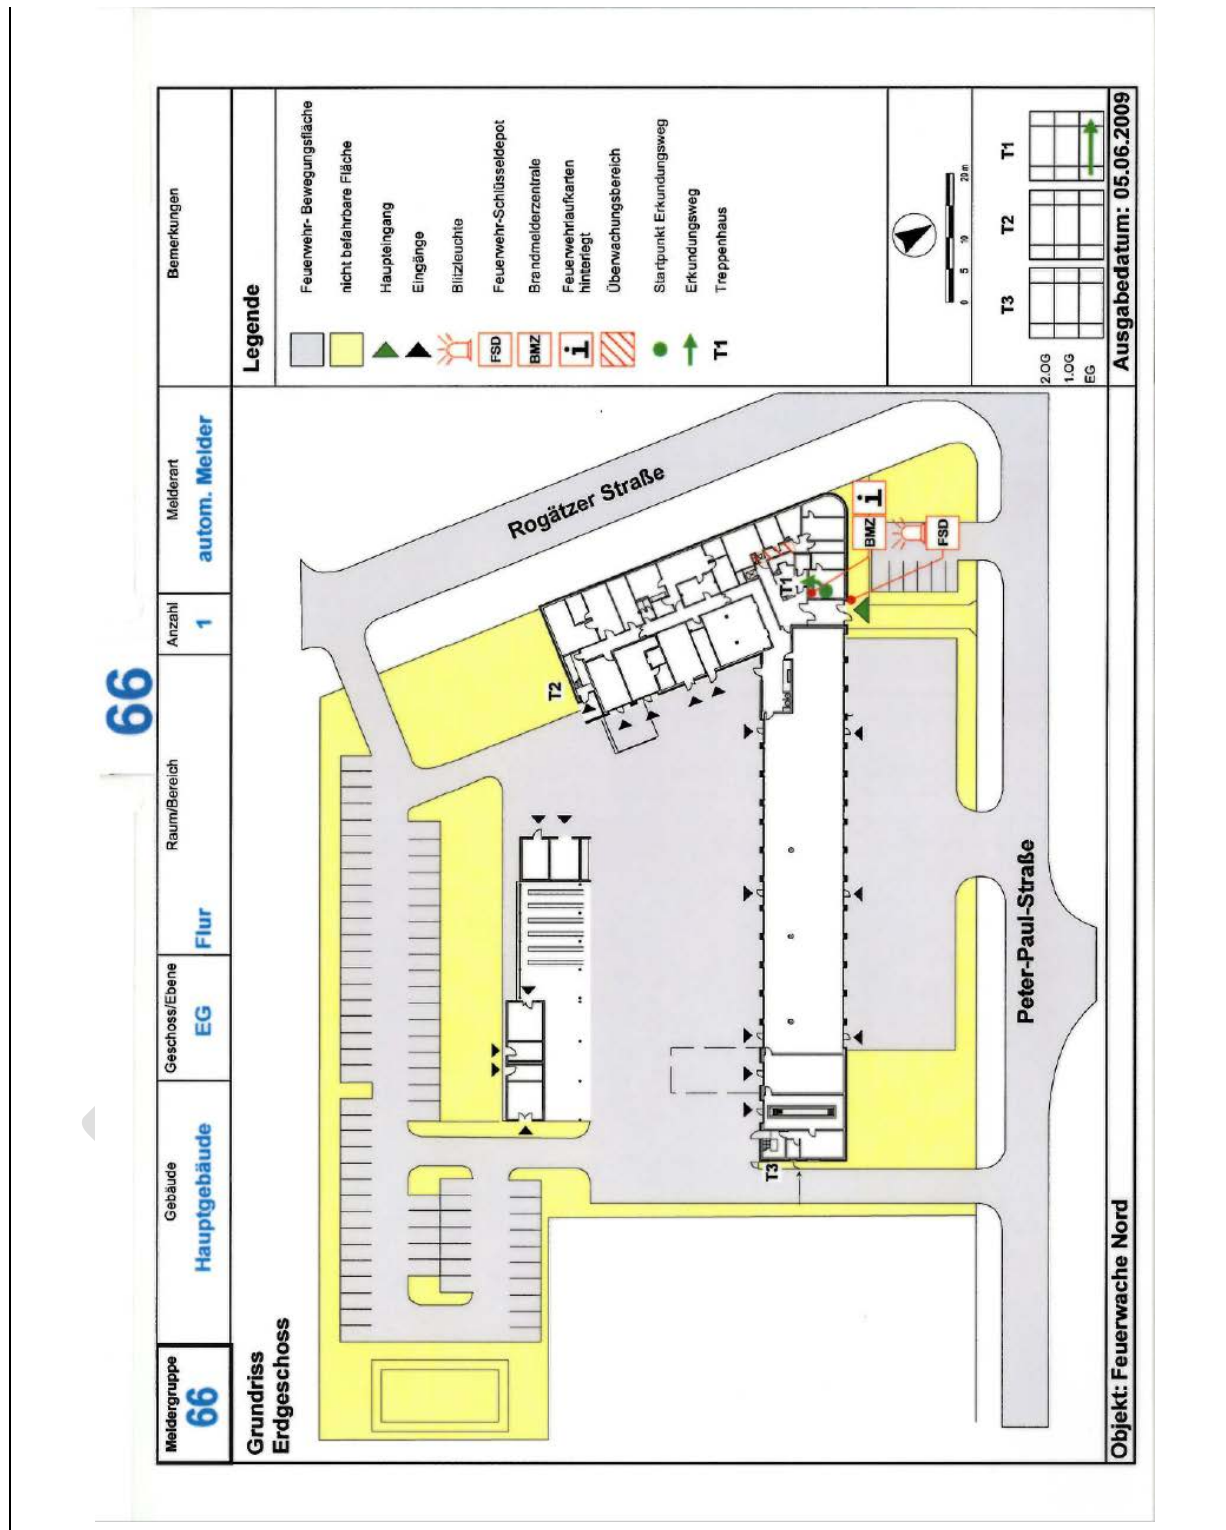 66
Meldergruppe
66
Gebäude
Hauptgebäude
Geschoss/Ebene
EG
Raum/Bereich
Flur
Anzahl
1
Melderart
autom. Melder
Bemerkungen
Grundriss
Erdgeschoss
Rogätzer Straße
Peter-Paul-Straße
T1
T2
T3
BMZ
i
FSD
Legende
Feuerwehr- Bewegungsfläche
nicht befahrbare Fläche
Haupteingang
Eingänge
Blitzleuchte
FSD Feuerwehr-Schlüsseldepot
BMZ Brandmelderzentrale
i Feuerwehrlaufkarten
hinterlegt
Überwachungsbereich
Startpunkt Erkundungsweg
Erkundungsweg
T1 Treppenhaus
0 5 10 20 m
T3 T2 T1
2.OG
1.OG
EG
Objekt: Feuerwache Nord
Ausgabedatum: 05.06.2009